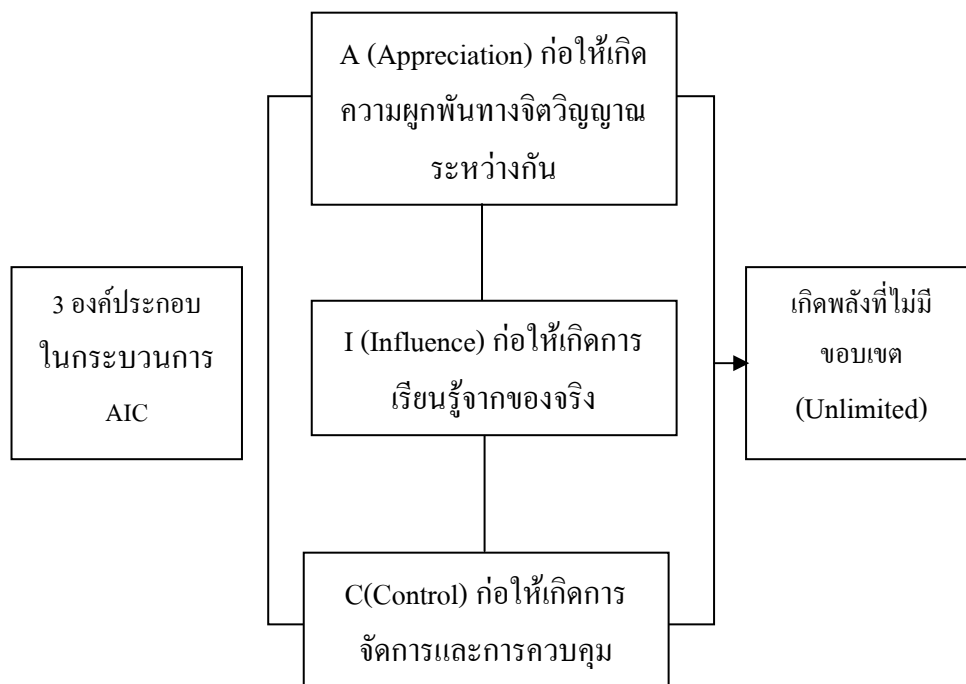 A (Appreciation) ก่อให้เกิด
ความผูกพันทางจิตวิญญาณ
ระหว่างกัน
3 องค์ประกอบ
ในกระบวนการ
AIC
I (Influence) ก่อให้เกิดการ
เรียนรู้จากของจริง
เกิดพลังที่ไม่มี
ขอบเขต
(Unlimited)
C(Control) ก่อให้เกิดการ
จัดการและการควบคุม